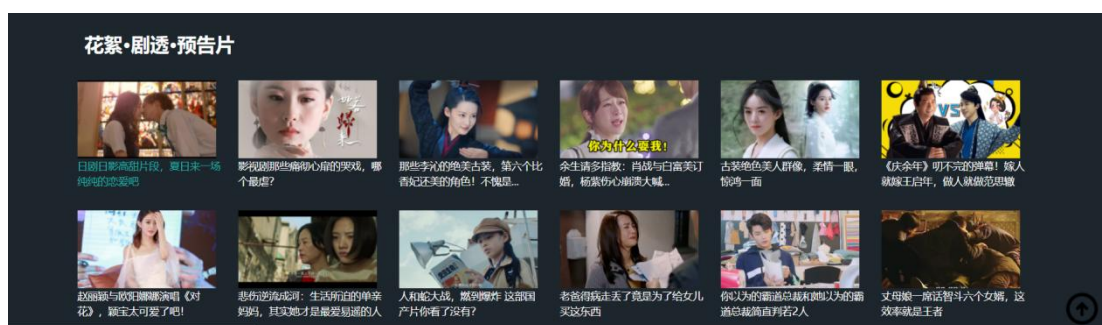 花絮•剧透•预告片
VS
你为什么耍我！
日剧日影高甜片段，夏日来一场
纯纯的恋爱吧
影视剧那些痛彻心扉的哭戏，哪
个最虐？
那些李沁的绝美古装，第六个比
香妃还美的角色！不愧是...
余生请多指教：肖战与白富美订
婚，杨紫伤心崩溃大喊...
古装绝色美人群像，柔情一眼，
惊鸿一面
《庆余年》叨不完的弹幕！嫁人
就嫁王启年，做人就做范思辙
赵丽颖与欧阳娜娜演唱《对
花》，颖宝太可爱了吧！
悲伤逆流成河：生活所迫的单亲
妈妈，其实她才是最爱易遥的人
人和蛇大战，燃到爆炸 这部国
产片你看了没有？
老爸得病走丢了竟是为了给女儿
买这东西
你以为的霸道总裁和她以为的霸
道总裁简直判若2人
丈母娘一席话智斗六个女婿，这
效率就是王者